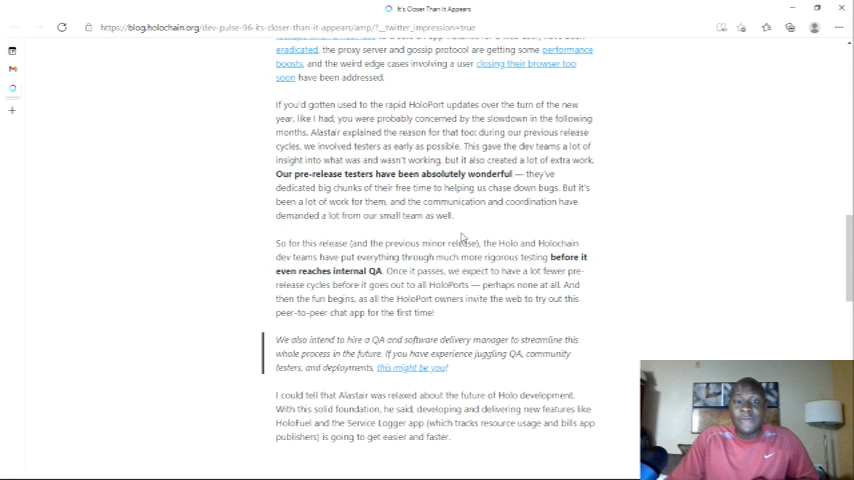 It's Closer Than It Appears
https://blog.holochain.org/dev-pulse-96-its-closer-than-it-appears/amp/?__twitter_impression=true
eradicated, the proxy server and gossip protocol are getting some performance
boosts, and the weird edge cases involving a user closing their browser too
soon have been addressed.
If you'd gotten used to the rapid HoloPort updates over the turn of the new
year, like I had, you were probably concerned by the slowdown in the following
months. Alastair explained the reason for that too: during our previous release
cycles, we involved testers as early as possible. This gave the dev teams a lot of
insight into what was and wasn't working, but it also created a lot of extra work.
Our pre-release testers have been absolutely wonderful — they've
dedicated big chunks of their free time to helping us chase down bugs. But it's
been a lot of work for them, and the communication and coordination have
demanded a lot from our small team as well.
So for this release (and the previous minor release), the Holo and Holochain
dev teams have put everything through much more rigorous testing before it
even reaches internal QA. Once it passes, we expect to have a lot fewer pre-
release cycles before it goes out to all HoloPorts — perhaps none at all. And
then the fun begins, as all the HoloPort owners invite the web to try out this
peer-to-peer chat app for the first time!
We also intend to hire a QA and software delivery manager to streamline this
whole process in the future. If you have experience juggling QA, community
testers, and deployments, this might be you!
I could tell that Alastair was relaxed about the future of Holo development.
With this solid foundation, he said, developing and delivering new features like
HoloFuel and the Service Logger app (which tracks resource usage and bills app
publishers) is going to get easier and faster.